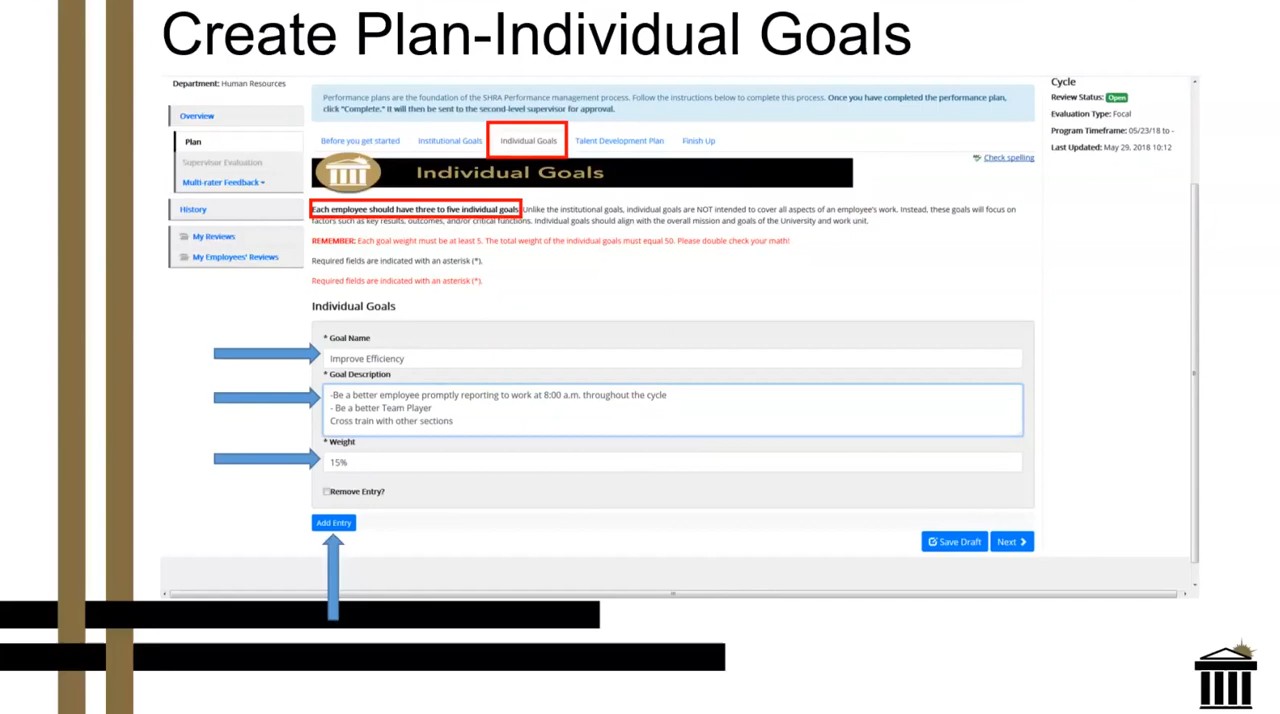 Create Plan-Individual Goals
Department: Human Resources
Overview
Plan
Supervisor Evaluation
Multi-rater Feedback
History
My Reviews
My Employees' Reviews
Performance plans are the foundation of the SHRA Performance management process. Follow the instructions below to complete this process. Once you have completed the performance plan,
click "Complete." It will then be sent to the second-level supervisor for approval.
Before you get started Institutional Goals Individual Goals Talent Development Plan Finish Up
Check spelling
Individual Goals
Each employee should have three to five individual goals. Unlike the institutional goals, individual goals are NOT intended to cover all aspects of an employee's work. Instead, these goals will focus on
factors such as key results, outcomes, and/or critical functions. Individual goals should align with the overall mission and goals of the University and work unit.
REMEMBER: Each goal weight must be at least 5. The total weight of the individual goals must equal 50. Please double check your math!
Required fields are indicated with an asterisk (*).
Required fields are indicated with an asterisk (*).
Individual Goals
* Goal Name
Improve Efficiency
* Goal Description
-Be a better employee promptly reporting to work at 8:00 a.m. throughout the cycle
- Be a better Team Player
Cross train with other sections
* Weight
15%
Remove Entry?
Add Entry
Save Draft Next
Cycle
Review Status: Open
Evaluation Type: Focal
Program Timeframe: 05/23/18 to -
Last Updated: May 29, 2018 10:12